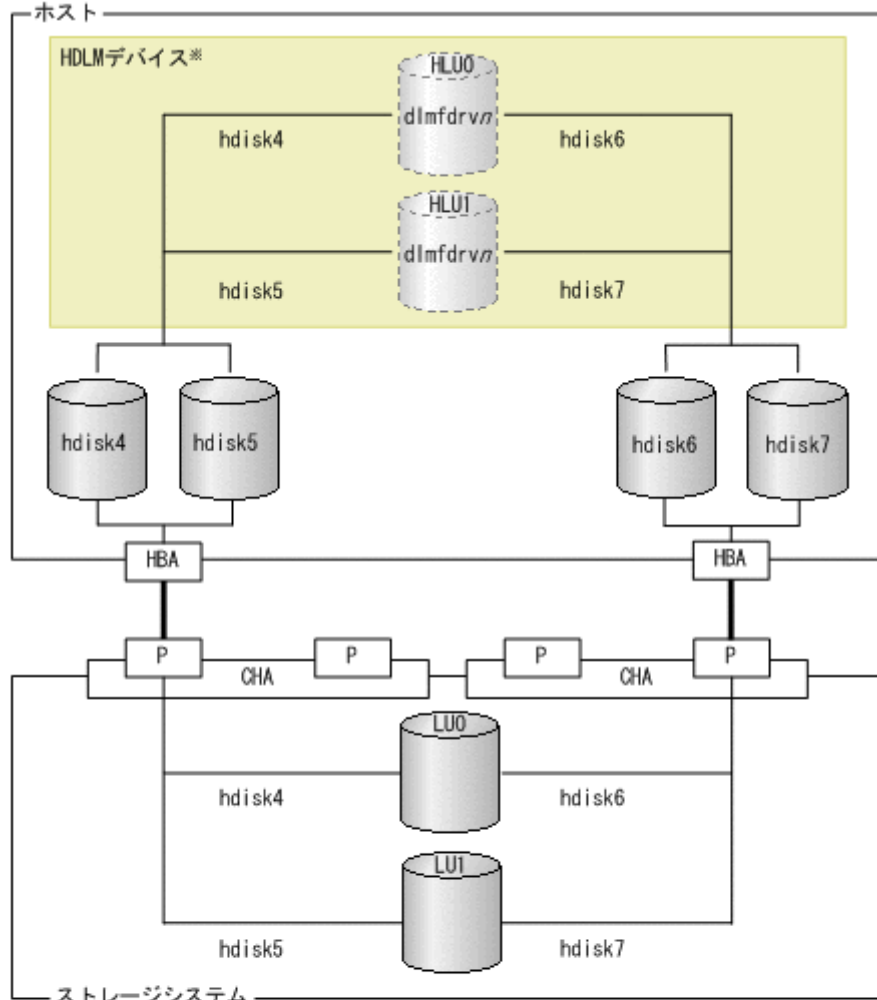 ホスト
HDLMデバイス※
HLU0
dlmfdrvn
hdisk4
hdisk6
HLU1
dlmfdrvn
hdisk5
hdisk7
hdisk4
hdisk5
hdisk6
hdisk7
HBA
HBA
P
P
P
P
CHA
CHA
LU0
hdisk4
hdisk6
LU1
hdisk5
hdisk7
ストレージシステム